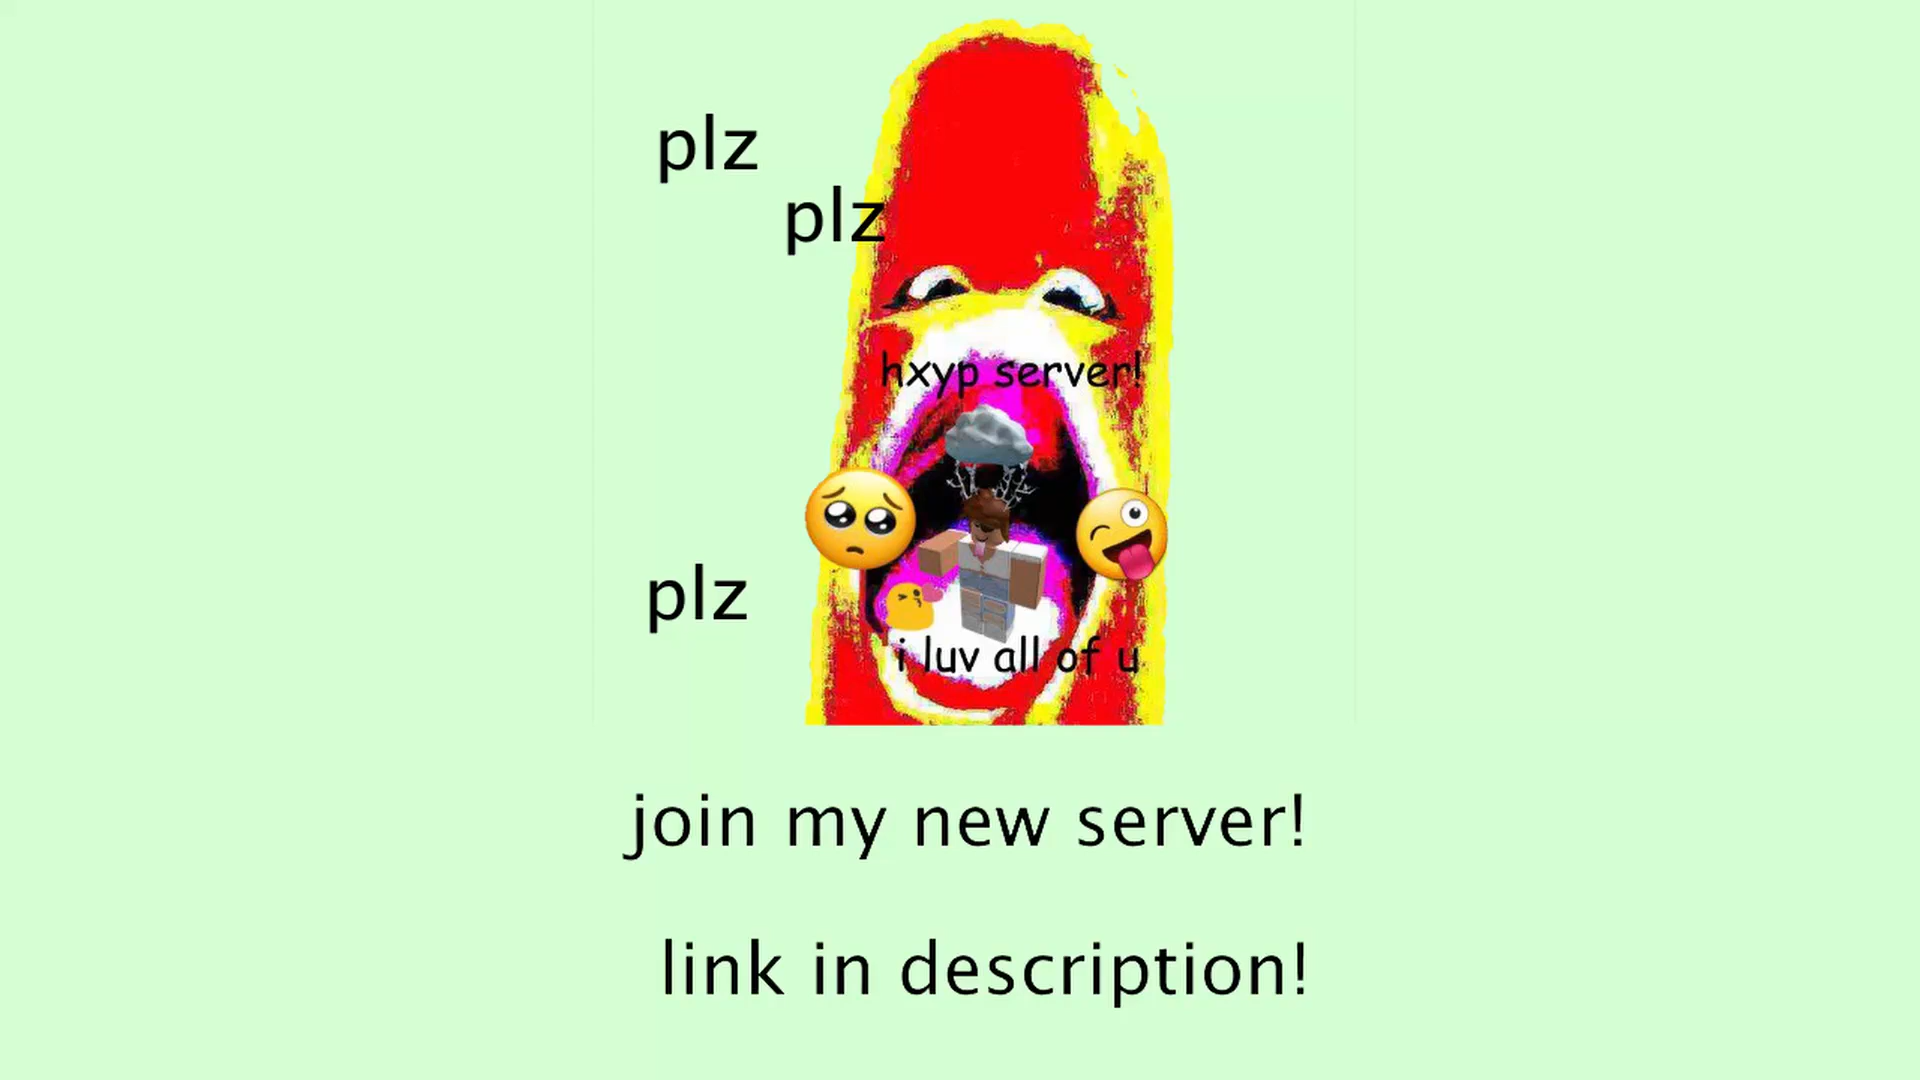 plz
plz
hxyp server!
plz
i luv all of u
join my new server!
link in description!